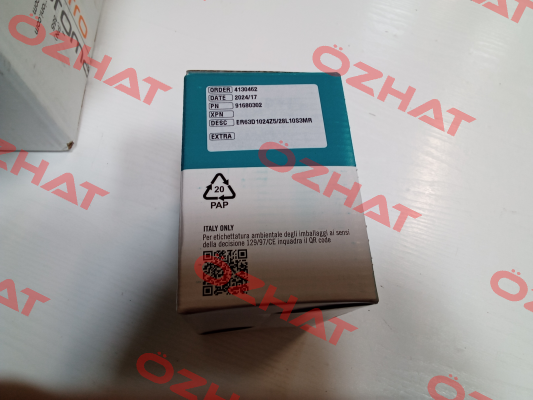 ÖZHAT
ORDER 4130462
DATE 2024/17
PN 91680302
XPN
DESC ER63D1024Z5/28L10S3MR
EXTRA
20
PAP
ITALY ONLY
Per etichettatura ambientale degli imballaggi ai sensi
della decisione 129/97/CE inquadra il QR code
ÖZHAT
ÖZHAT
ÖZHAT
ÖZHAT
ÖZHAT
ÖZHAT
ÖZHAT